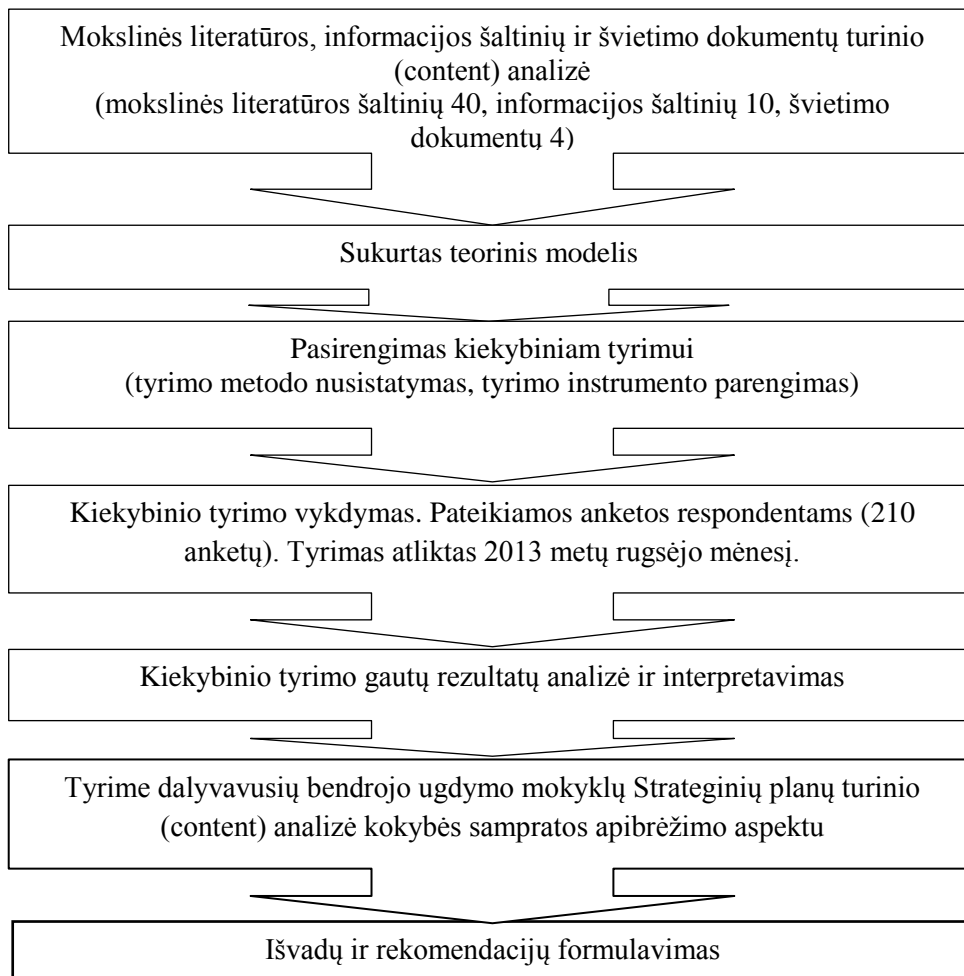 Mokslinės literatūros, informacijos šaltinių ir švietimo dokumentų turinio
(content) analizė
(mokslinės literatūros šaltinių 40, informacijos šaltinių 10, švietimo
dokumentų 4)
Sukurtas teorinis modelis
Pasirengimas kiekybiniam tyrimui
(tyrimo metodo nusistatymas, tyrimo instrumento parengimas)
Kiekybinio tyrimo vykdymas. Pateikiamos anketos respondentams (210
anketų). Tyrimas atliktas 2013 metų rugsėjo mėnesį.
Kiekybinio tyrimo gautų rezultatų analizė ir interpretavimas
Tyrime dalyvavusių bendrojo ugdymo mokyklų Strateginių planų turinio
(content) analizė kokybės sampratos apibrėžimo aspektu
Išvadų ir rekomendacijų formulavimas